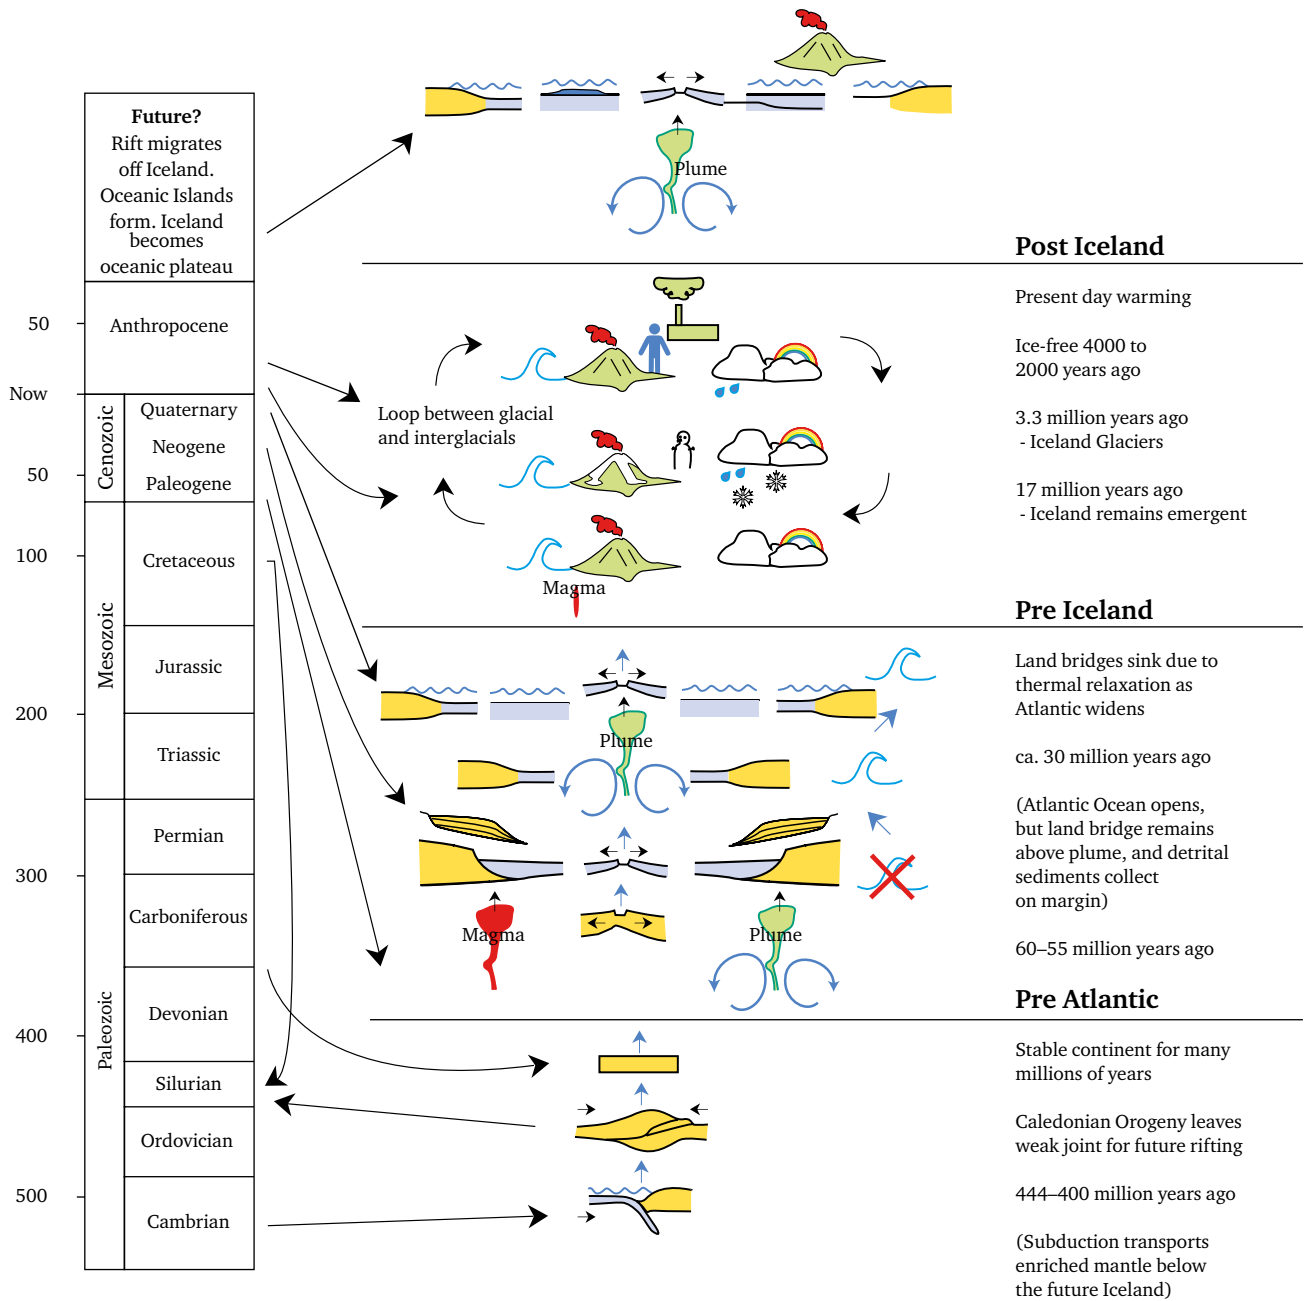 Future?
Rift migrates
off Iceland.
Oceanic Islands
form. Iceland
becomes
oceanic plateau
50
Anthropocene
Now
Cenozoic
Quaternary
Neogene
50
Paleogene
100
Mesozoic
Cretaceous
Jurassic
200
Triassic
Paleozoic
Permian
300
Carboniferous
Devonian
400
Silurian
Ordovician
500
Cambrian
Plume
Post Iceland
Loop between glacial
and interglacials
Magma
Present day warming
Ice-free 4000 to
2000 years ago
3.3 million years ago
- Iceland Glaciers
17 million years ago
- Iceland remains emergent
Pre Iceland
Plume
Magma
Plume
Land bridges sink due to
thermal relaxation as
Atlantic widens
ca. 30 million years ago
(Atlantic Ocean opens,
but land bridge remains
above plume, and detrital
sediments collect
on margin)
60–55 million years ago
Pre Atlantic
Stable continent for many
millions of years
Caledonian Orogeny leaves
weak joint for future rifting
444–400 million years ago
(Subduction transports
enriched mantle below
the future Iceland)